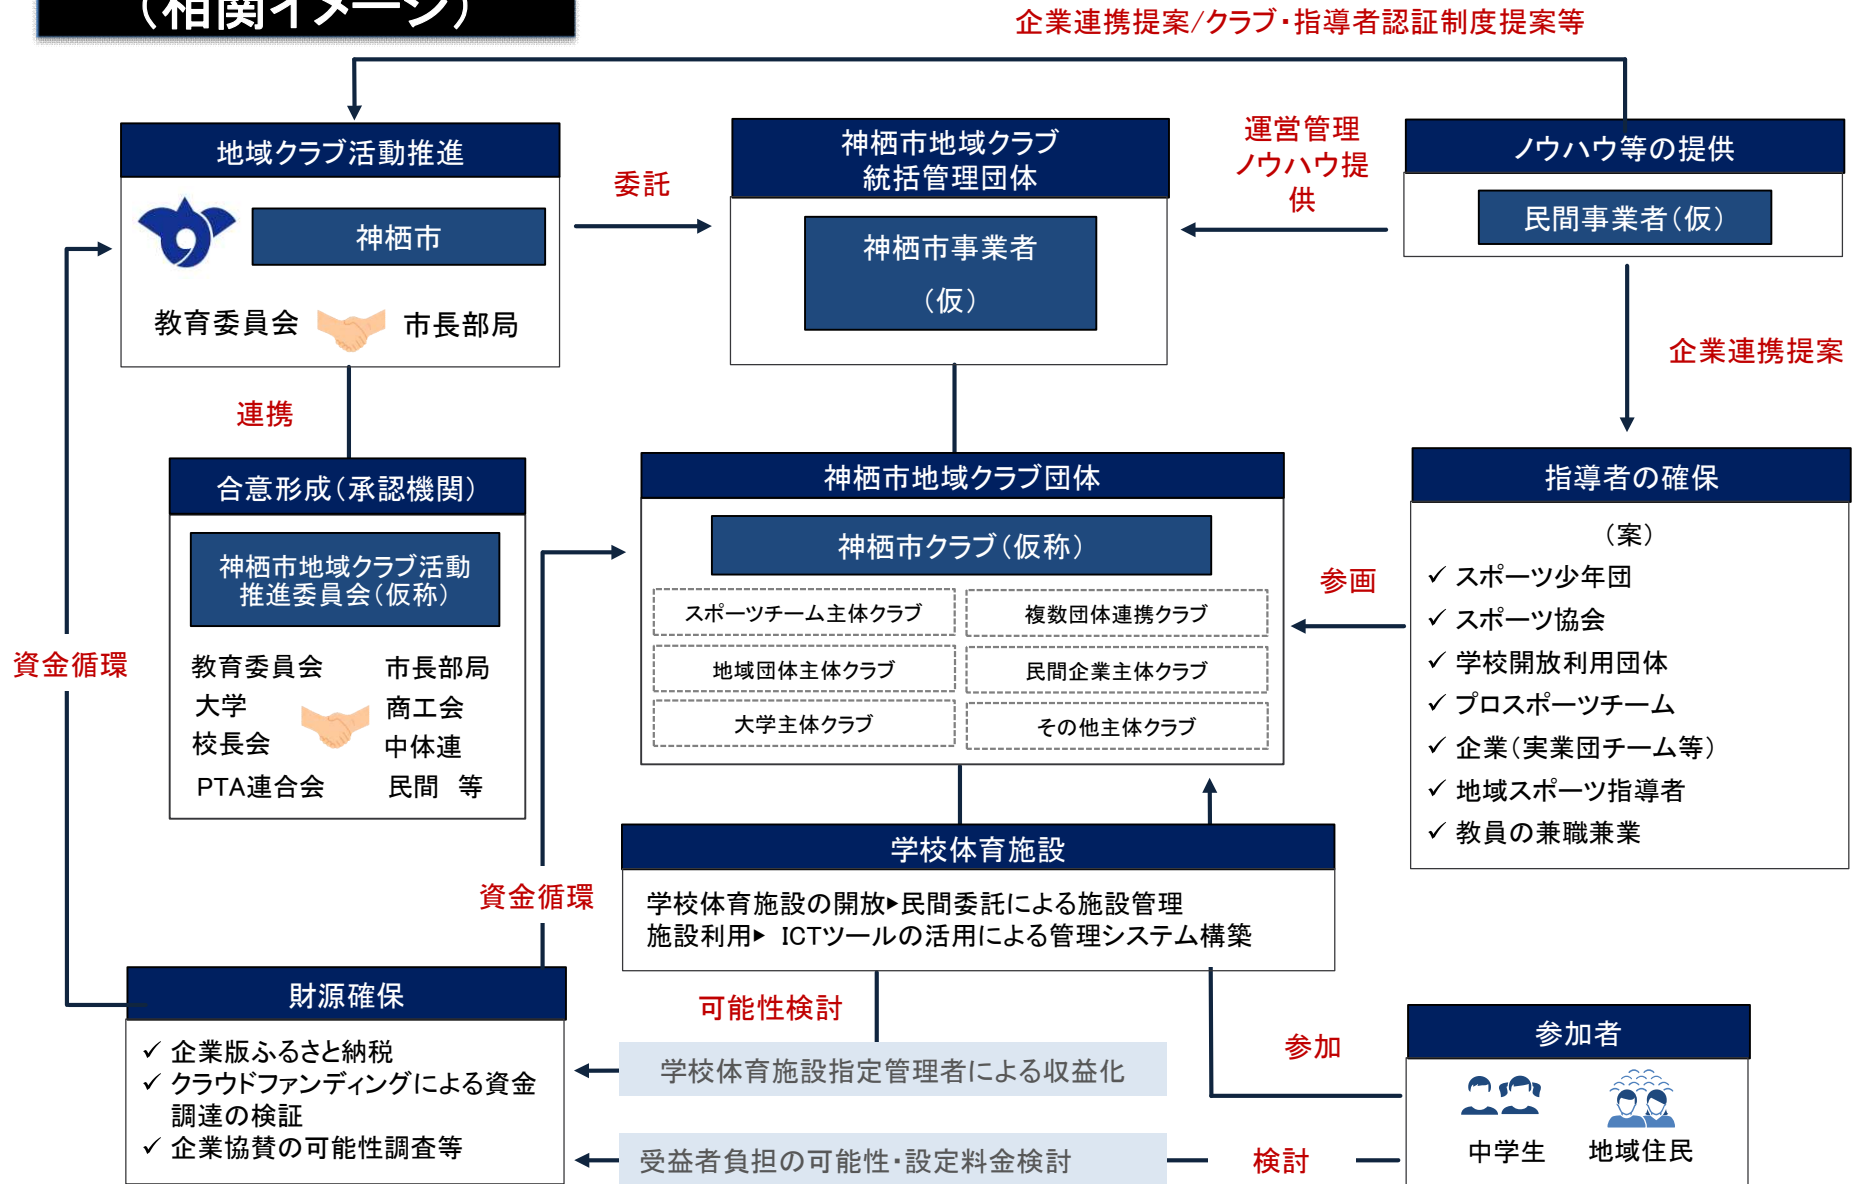 （相関イメージ）
企業連携提案/クラブ・指導者認証制度提案等
地域クラブ活動推進
神栖市
教育委員会
市長部局
委託
神栖市地域クラブ
統括管理団体
神栖市事業者
（仮）
運営管理
ノウハウ提
供
ノウハウ等の提供
民間事業者（仮）
企業連携提案
連携
合意形成（承認機関）
神栖市地域クラブ活動
推進委員会（仮称）
教育委員会
市長部局
大学
商工会
校長会
中体連
PTA連合会
民間　等
資金循環
神栖市地域クラブ団体
神栖市クラブ（仮称）
スポーツチーム主体クラブ
複数団体連携クラブ
地域団体主体クラブ
民間企業主体クラブ
大学主体クラブ
その他主体クラブ
参画
指導者の確保
（案）
✓ スポーツ少年団
✓ スポーツ協会
✓ 学校開放利用団体
✓ プロスポーツチーム
✓ 企業（実業団チーム等）
✓ 地域スポーツ指導者
✓ 教員の兼職兼業
資金循環
学校体育施設
学校体育施設の開放▶民間委託による施設管理
施設利用▶ ICTツールの活用による管理システム構築
財源確保
✓ 企業版ふるさと納税
✓ クラウドファンディングによる資金
調達の検証
✓ 企業協賛の可能性調査等
可能性検討
学校体育施設指定管理者による収益化
受益者負担の可能性・設定料金検討
検討
参加
参加者
中学生
地域住民